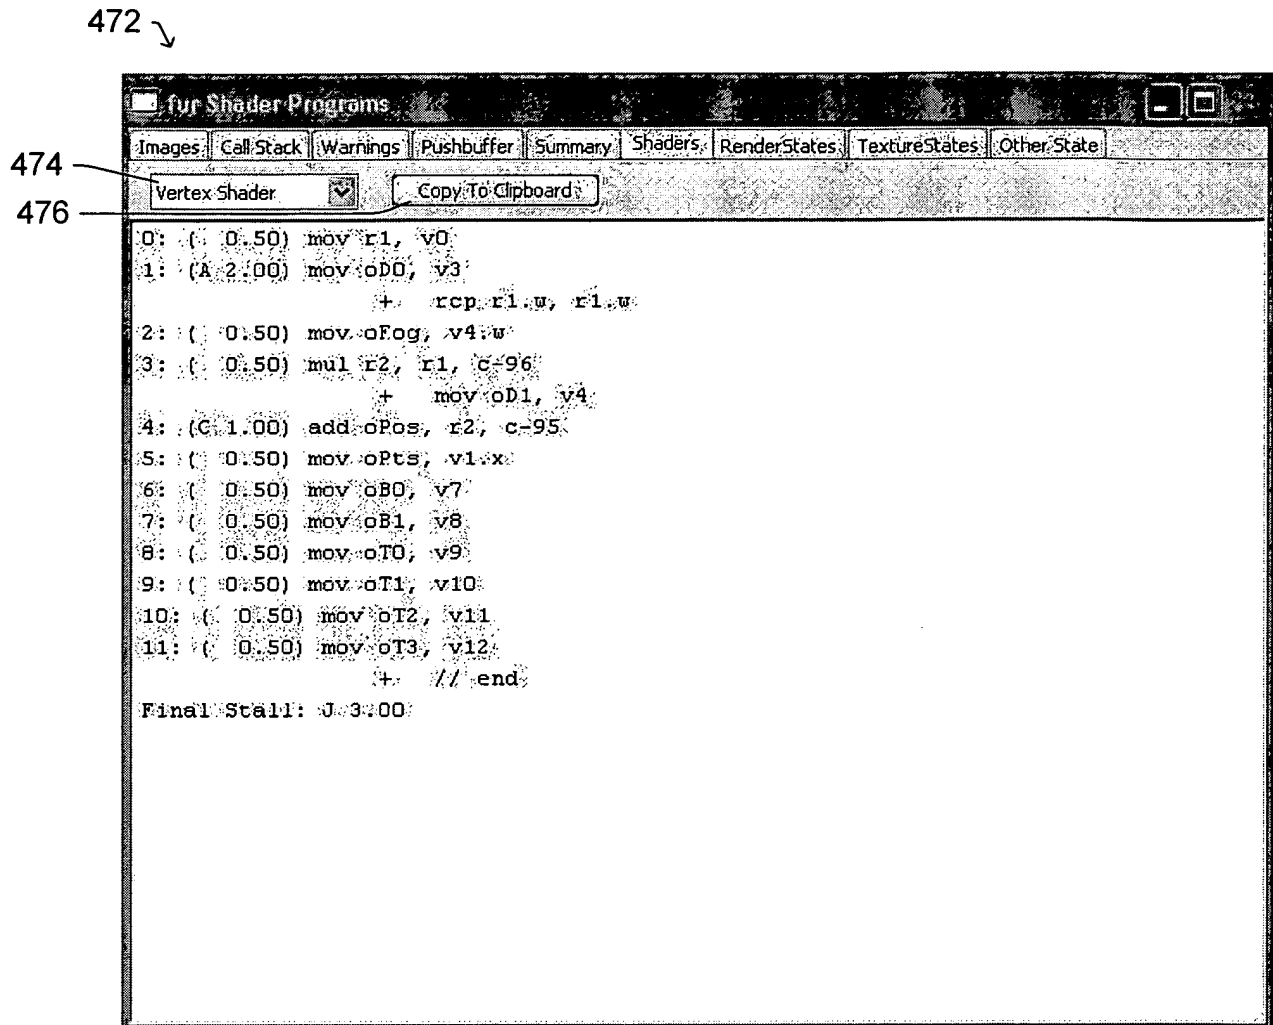 472
fur Shader Programs
Images Call Stack Warnings Pushbuffer Summary Shaders RenderStates TextureStates Other State
474
Vertex Shader Copy To Clipboard
476
0: ( 0.50) mov r1, v0
1: (A 2.00) mov oD0, v3
+ rcp r1.w, r1.w
2: ( 0.50) mov oFog, v4.w
3: ( 0.50) mul r2, r1, c-96
+ mov oD1, v4
4: (C 1.00) add oPos, r2, c-95
5: ( 0.50) mov oPts, v1.x
6: ( 0.50) mov oB0, v7
7: ( 0.50) mov oB1, v8
8: ( 0.50) mov oT0, v9
9: ( 0.50) mov oT1, v10
10: ( 0.50) mov oT2, v11
11: ( 0.50) mov oT3, v12
+ // end
Final Stall: J 3.00